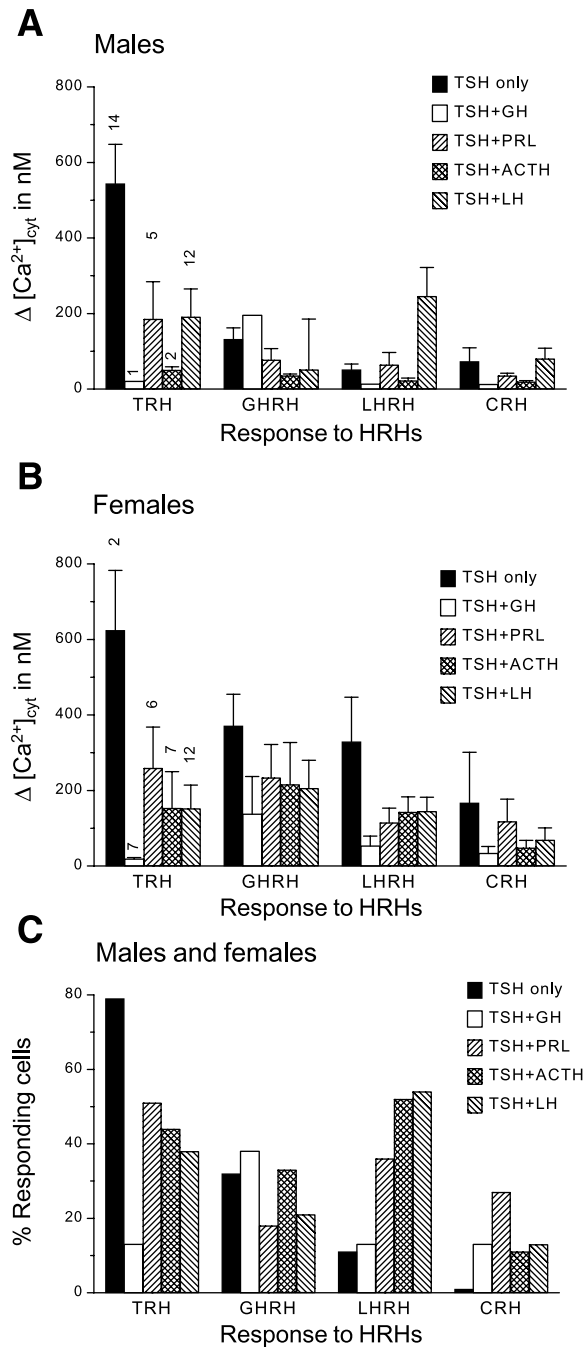 A
Males
800
600
400
200
0
Δ [Ca²⁺]cyt in nM
14
1
5
2
12
TSH only
TSH+GH
TSH+PRL
TSH+ACTH
TSH+LH
TRH GHRH LHRH CRH
Response to HRHs
B
Females
800
600
400
200
0
Δ [Ca²⁺]cyt in nM
2
7
6
7
12
TSH only
TSH+GH
TSH+PRL
TSH+ACTH
TSH+LH
TRH GHRH LHRH CRH
Response to HRHs
C
Males and females
80
60
40
20
0
% Responding cells
TSH only
TSH+GH
TSH+PRL
TSH+ACTH
TSH+LH
TRH GHRH LHRH CRH
Response to HRHs